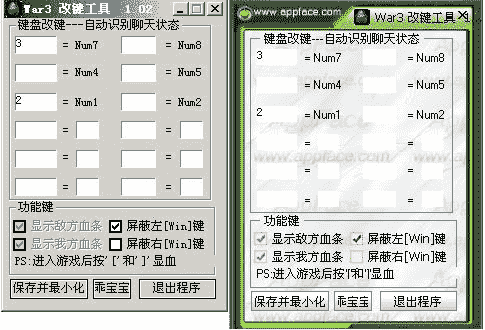 War3 改键工具 1.02
键盘改键---自动识别聊天状态
3 = Num7 = Num8
= Num4 = Num5
2 = Num1 = Num2
= =
= =
= =
功能键
显示敌方血条 屏蔽左[Win]键
显示我方血条 屏蔽右[Win]键
PS:进入游戏后按'['和']'显血
保存并最小化 乖宝宝 退出程序
www.appface.com War3 改键工具
键盘改键---自动识别聊天状态
3 = Num7 = Num8
= Num4 = Num5
2 = Num1 = Num2
= =
www.appface.com
= =
= =
功能键
显示敌方血条 屏蔽左[Win]键
显示我方血条 屏蔽右[Win]键
PS:进入游戏后按'['和']'显血
保存并最小化 乖宝宝 退出程序